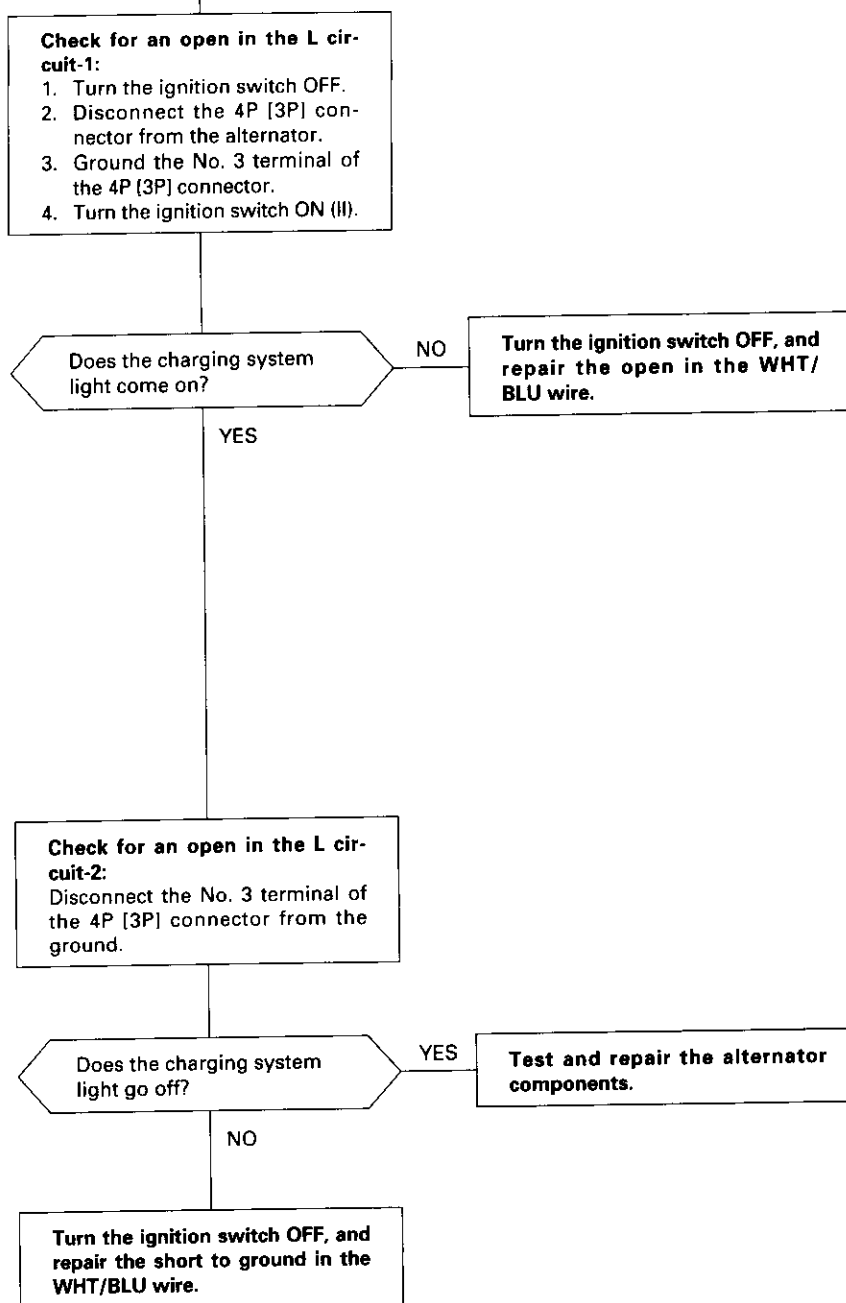 Check for an open in the L cir-
cuit-1:
1. Turn the ignition switch OFF.
2. Disconnect the 4P [3P] con-
nector from the alternator.
3. Ground the No. 3 terminal of
the 4P [3P] connector.
4. Turn the ignition switch ON (II).
Does the charging system
light come on?
NO
Turn the ignition switch OFF, and
repair the open in the WHT/
BLU wire.
YES
Check for an open in the L cir-
cuit-2:
Disconnect the No. 3 terminal of
the 4P [3P] connector from the
ground.
Does the charging system
light go off?
YES
Test and repair the alternator
components.
NO
Turn the ignition switch OFF, and
repair the short to ground in the
WHT/BLU wire.